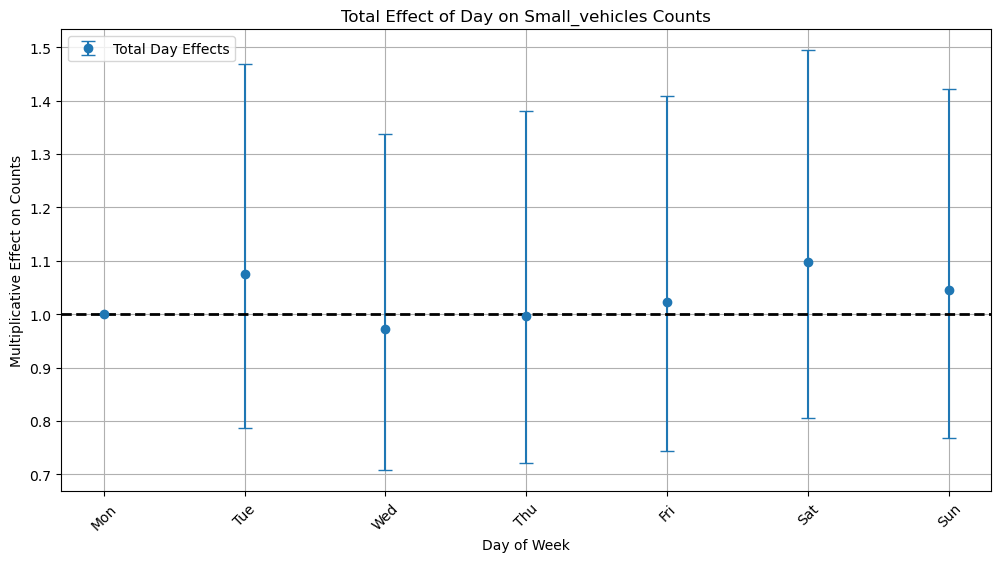 Total Effect of Day on Small_vehicles Counts
Total Day Effects
Multiplicative Effect on Counts
1.5
1.4
1.3
1.2
1.1
1.0
0.9
0.8
0.7
Mon
Tue
Wed
Thu
Fri
Sat
Sun
Day of Week